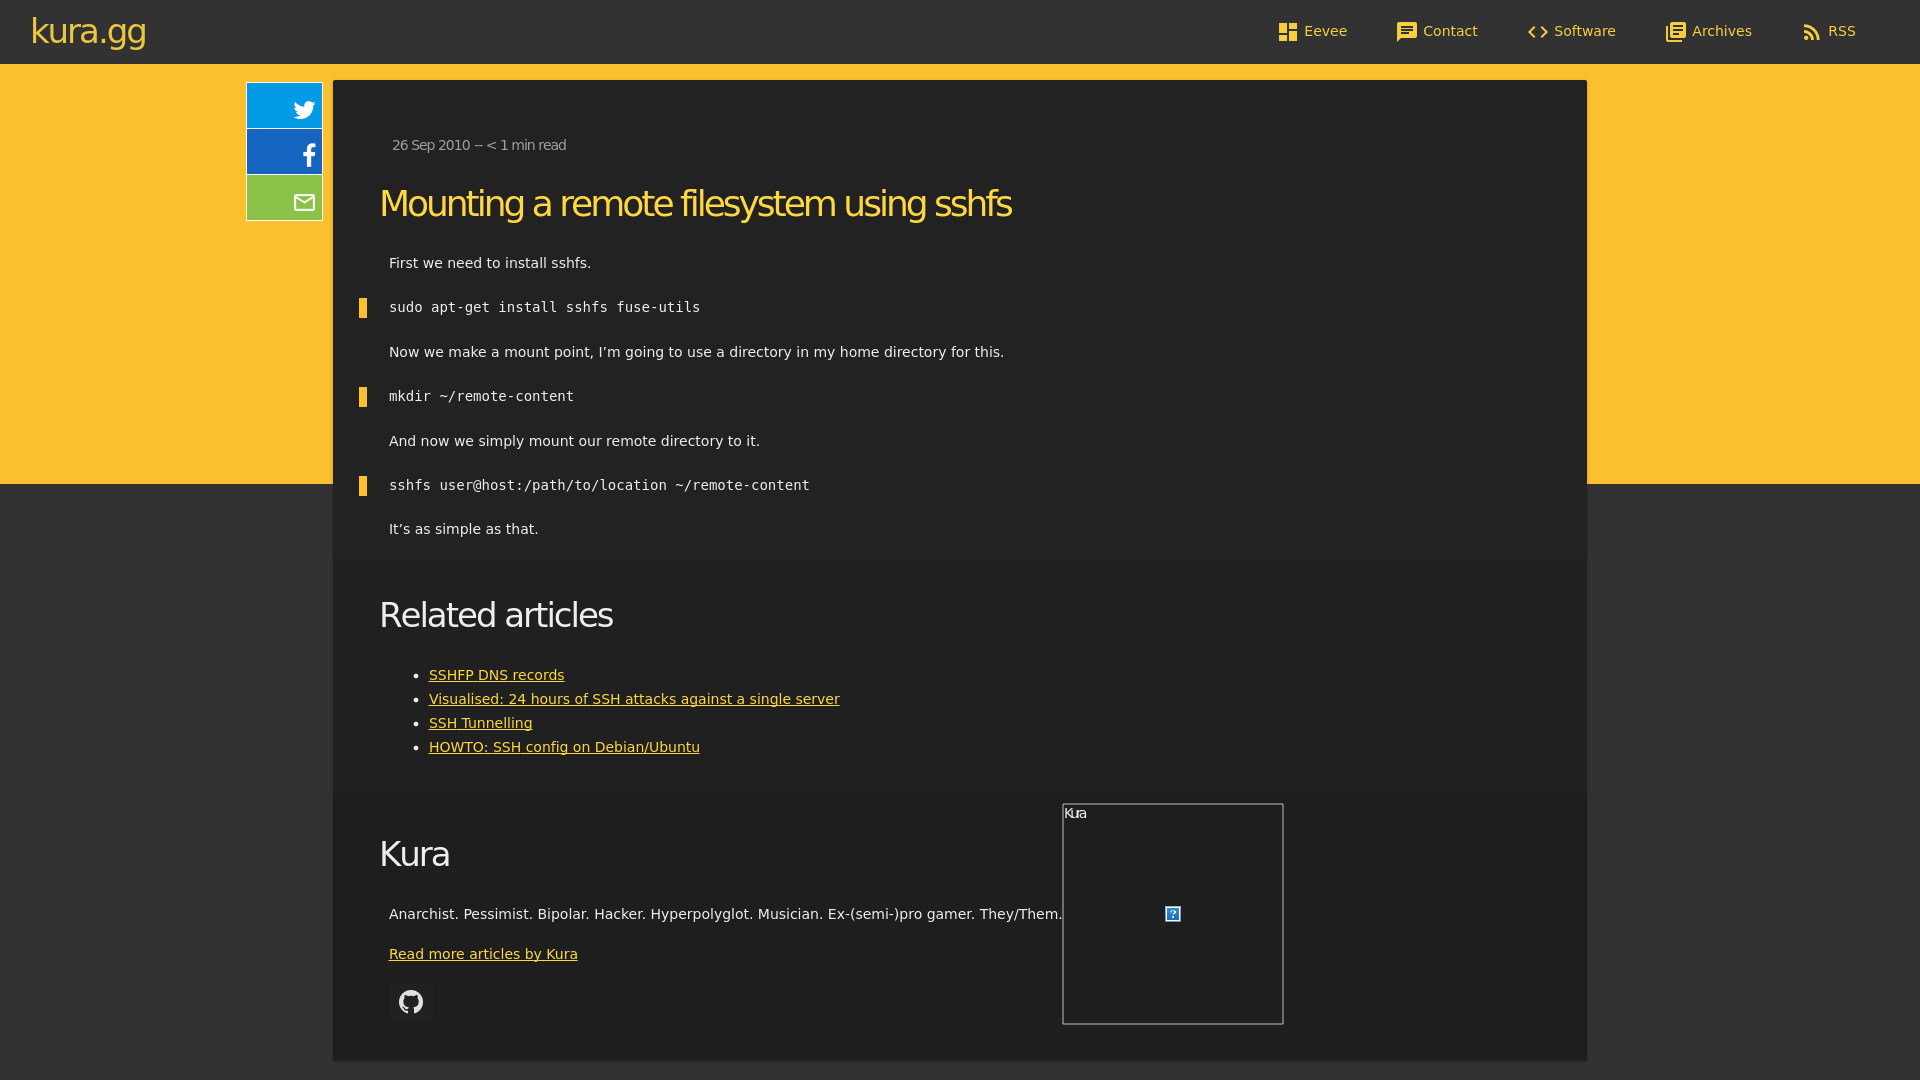 kura.gg
Eevee
Contact
Software
Archives
RSS
26 Sep 2010 -- < 1 min read
Mounting a remote filesystem using sshfs
First we need to install sshfs.
sudo apt-get install sshfs fuse-utils
Now we make a mount point, I’m going to use a directory in my home directory for this.
mkdir ~/remote-content
And now we simply mount our remote directory to it.
sshfs user@host:/path/to/location ~/remote-content
It’s as simple as that.
Related articles
SSHFP DNS records
Visualised: 24 hours of SSH attacks against a single server
SSH Tunnelling
HOWTO: SSH config on Debian/Ubuntu
Kura
Kura
Anarchist. Pessimist. Bipolar. Hacker. Hyperpolyglot. Musician. Ex-(semi-)pro gamer. They/Them.
Read more articles by Kura